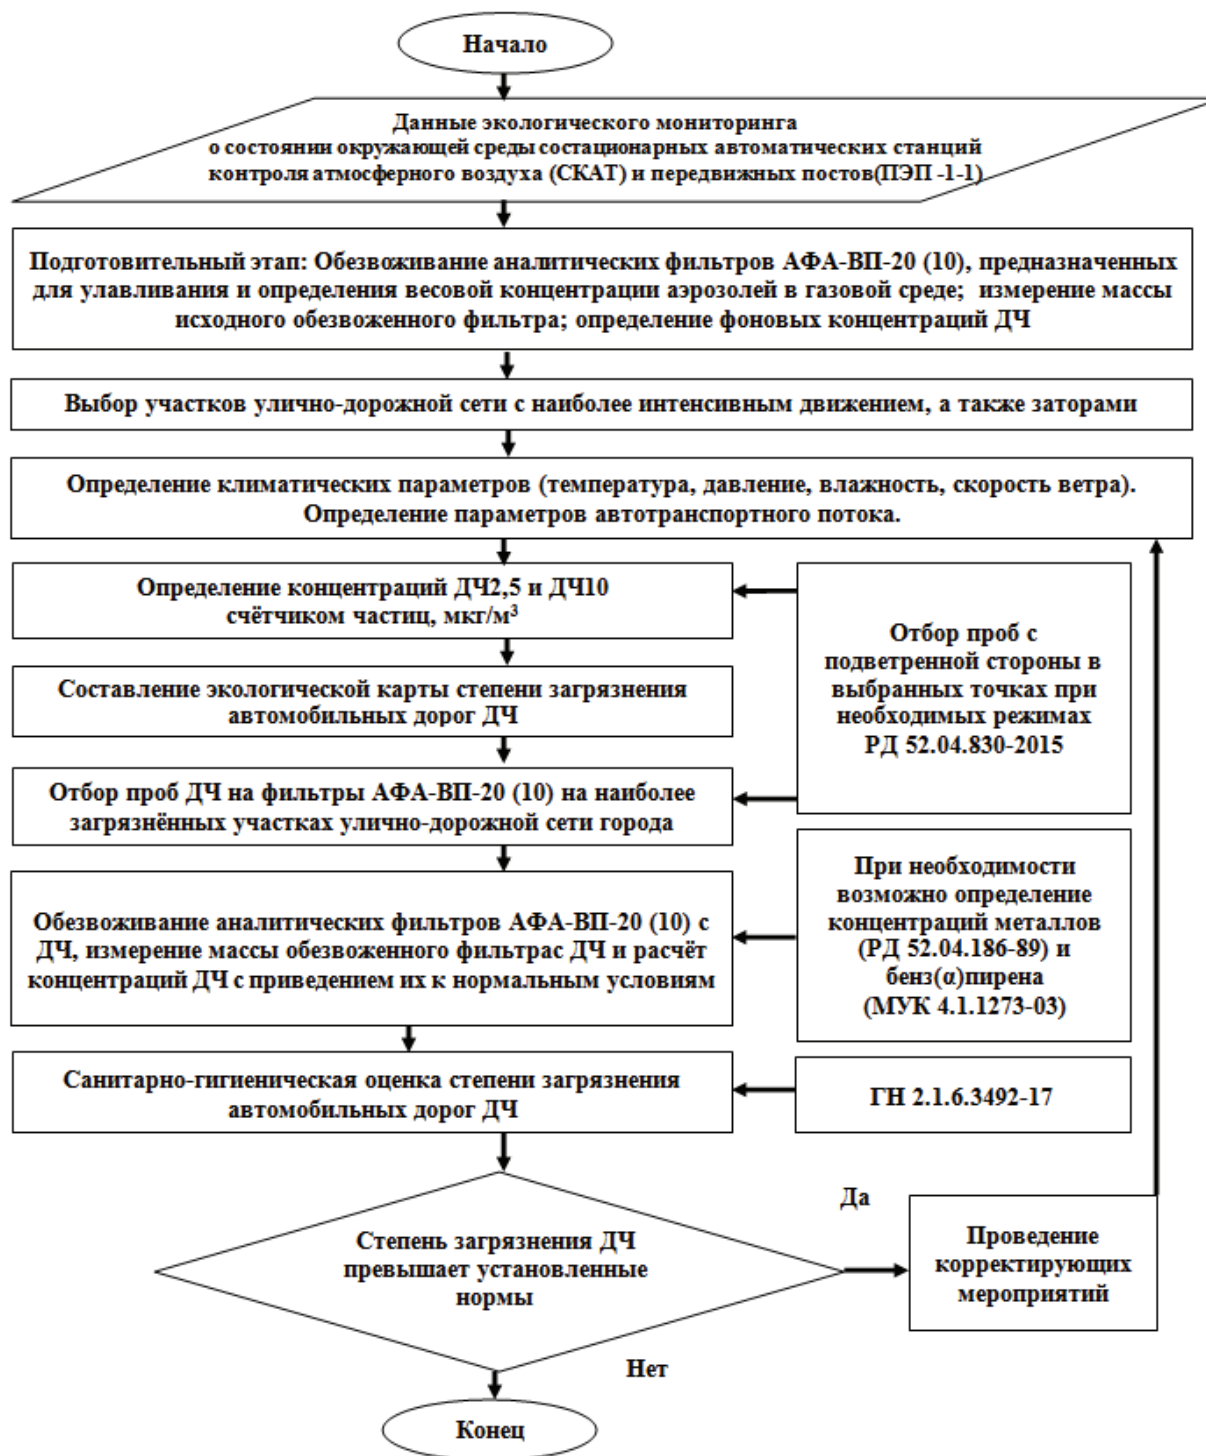 Начало
Данные экологического мониторинга
о состоянии окружающей среды состационарных автоматических станций
контроля атмосферного воздуха (СКАТ) и передвижных постов(ПЭП -1-1)
Подготовительный этап: Обезвоживание аналитических фильтров АФА-ВП-20 (10), предназначенных
для улавливания и определения весовой концентрации аэрозолей в газовой среде; измерение массы
исходного обезвоженного фильтра; определение фоновых концентраций ДЧ
Выбор участков улично-дорожной сети с наиболее интенсивным движением, а также заторами
Определение климатических параметров (температура, давление, влажность, скорость ветра).
Определение параметров автотранспортного потока.
Определение концентраций ДЧ2,5 и ДЧ10
счётчиком частиц, мкг/м³
Отбор проб с
подветренной стороны в
выбранных точках при
необходимых режимах
РД 52.04.830-2015
Составление экологической карты степени загрязнения
автомобильных дорог ДЧ
Отбор проб ДЧ на фильтры АФА-ВП-20 (10) на наиболее
загрязнённых участках улично-дорожной сети города
При необходимости
возможно определение
концентраций металлов
(РД 52.04.186-89) и
бенз(α)пирена
(МУК 4.1.1273-03)
Обезвоживание аналитических фильтров АФА-ВП-20 (10) с
ДЧ, измерение массы обезвоженного фильтрас ДЧ и расчёт
концентраций ДЧ с приведением их к нормальным условиям
Санитарно-гигиеническая оценка степени загрязнения
автомобильных дорог ДЧ
ГН 2.1.6.3492-17
Степень загрязнения ДЧ
превышает установленные
нормы
Да
Проведение
корректирующих
мероприятий
Нет
Конец